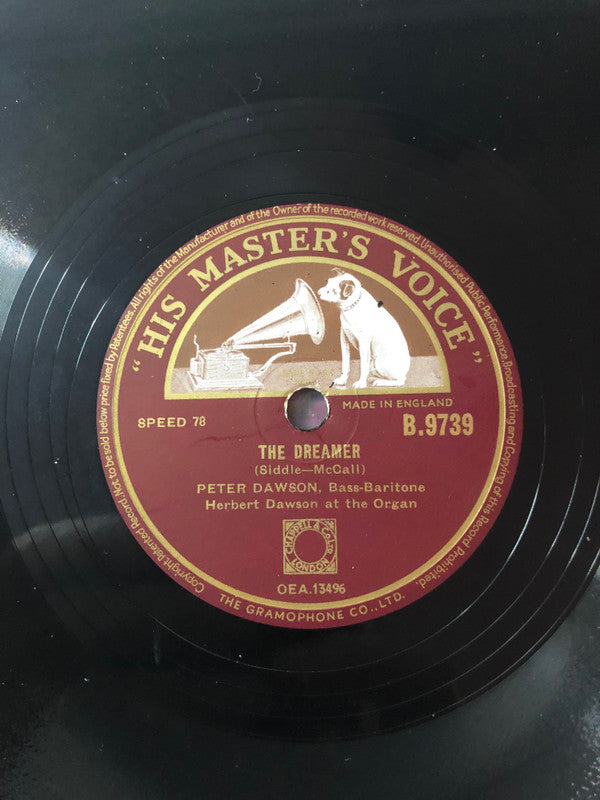 Copyright Patented Record. Not to be sold below price fixed by Patentees. All rights of the Manufacturer and of the Owner of the recorded work reserved. Unauthorised Public Performance, Broadcasting and Copying of this Record Prohibited.
"HIS MASTER'S VOICE"
MADE IN ENGLAND
SPEED 78
B.9739
THE DREAMER
(Siddle—McCall)
PETER DAWSON, Bass-Baritone
Herbert Dawson at the Organ
CHAPPELL & Co Ltd
LONDON
OEA.13496
THE GRAMOPHONE CO., LTD.